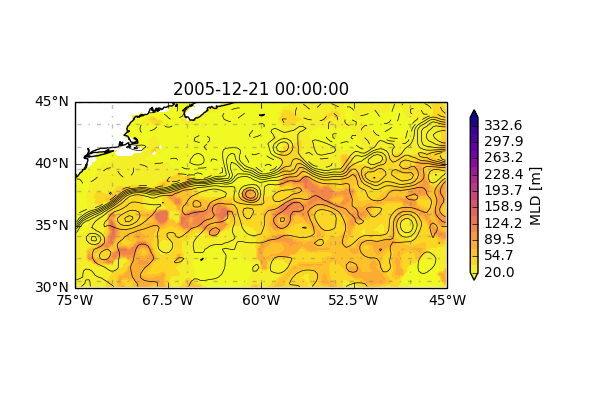 2005-12-21 00:00:00
45°N
40°N
35°N
30°N
75°W
67.5°W
60°W
52.5°W
45°W
332.6
297.9
263.2
228.4
193.7
158.9
124.2
89.5
54.7
20.0
MLD [m]